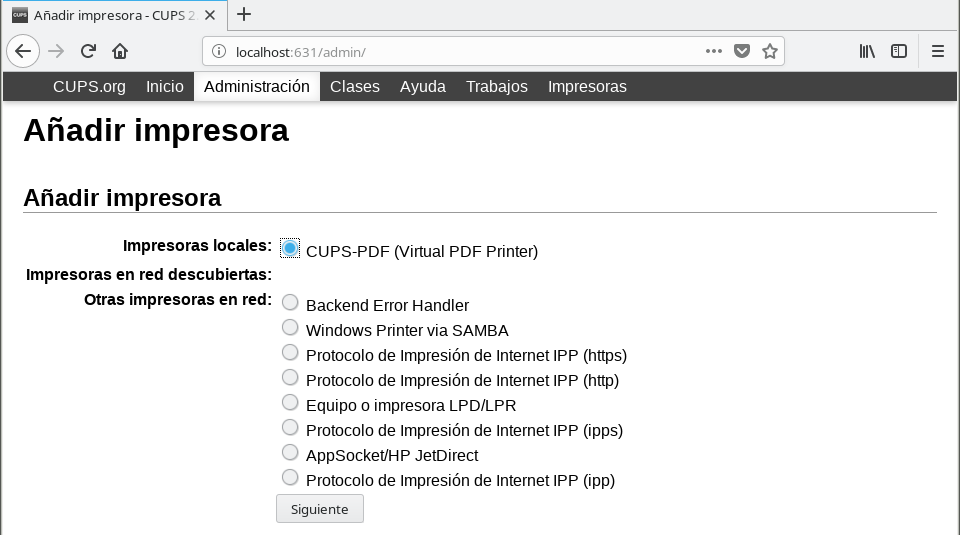 CUPS Añadir impresora - CUPS 2.
localhost:631/admin/
CUPS.org Inicio Administración Clases Ayuda Trabajos Impresoras
Añadir impresora
Añadir impresora
Impresoras locales: CUPS-PDF (Virtual PDF Printer)
Impresoras en red descubiertas:
Otras impresoras en red:
Backend Error Handler
Windows Printer via SAMBA
Protocolo de Impresión de Internet IPP (https)
Protocolo de Impresión de Internet IPP (http)
Equipo o impresora LPD/LPR
Protocolo de Impresión de Internet IPP (ipps)
AppSocket/HP JetDirect
Protocolo de Impresión de Internet IPP (ipp)
Siguiente